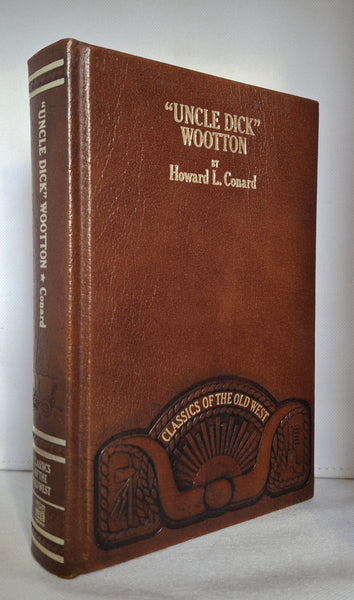 “UNCLE DICK”
WOOTTON
BY
Howard L. Conard
CLASSICS OF THE OLD WEST
“UNCLE DICK” WOOTTON ★ Conard
CLASSICS
OF THE
OLD WEST